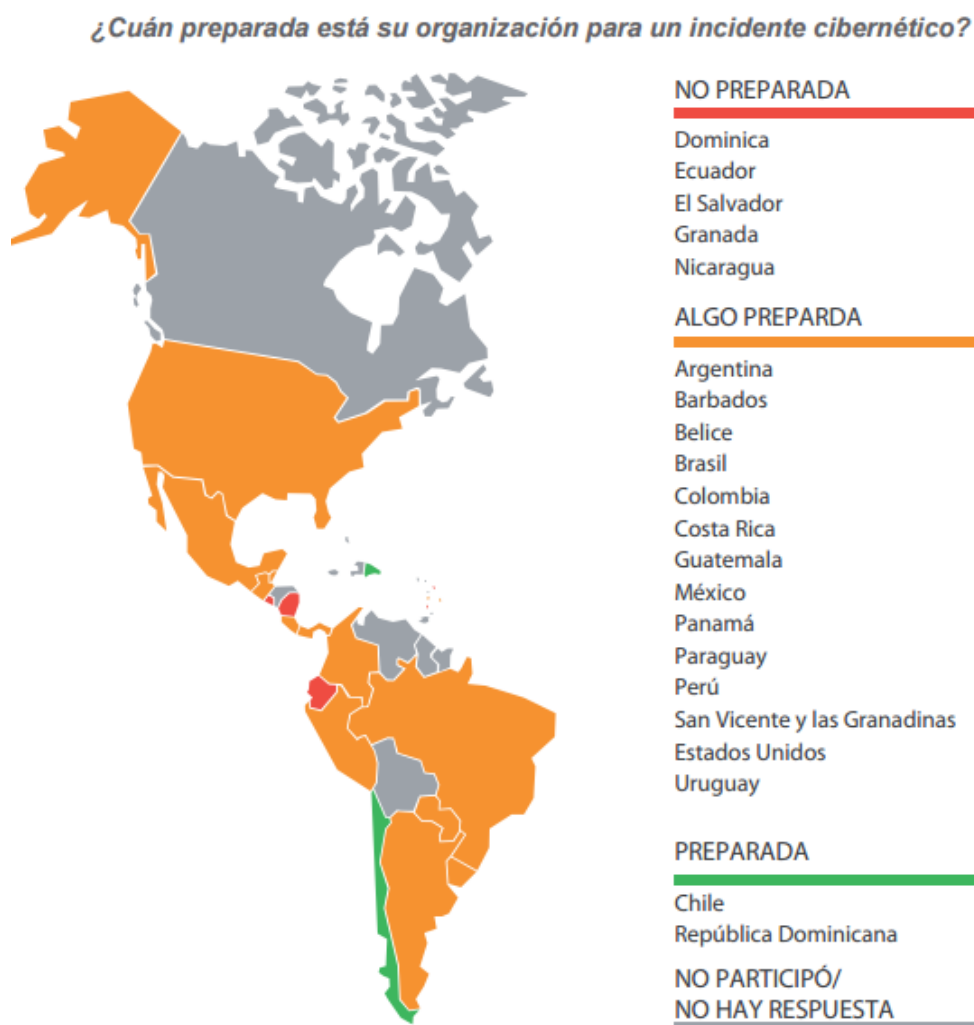 ¿Cuán preparada está su organización para un incidente cibernético?
NO PREPARADA
Dominica
Ecuador
El Salvador
Granada
Nicaragua
ALGO PREPARDA
Argentina
Barbados
Belice
Brasil
Colombia
Costa Rica
Guatemala
México
Panamá
Paraguay
Perú
San Vicente y las Granadinas
Estados Unidos
Uruguay
PREPARADA
Chile
República Dominicana
NO PARTICIPÓ/
NO HAY RESPUESTA